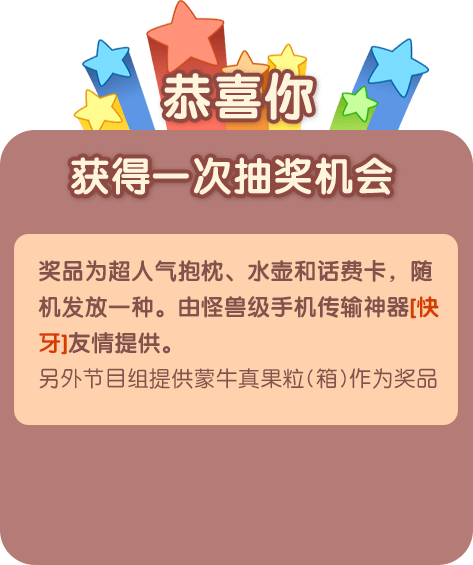 恭喜你
获得一次抽奖机会
奖品为超人气抱枕、水壶和话费卡，随
机发放一种。由怪兽级手机传输神器[快
牙]友情提供。
另外节目组提供蒙牛真果粒(箱)作为奖品